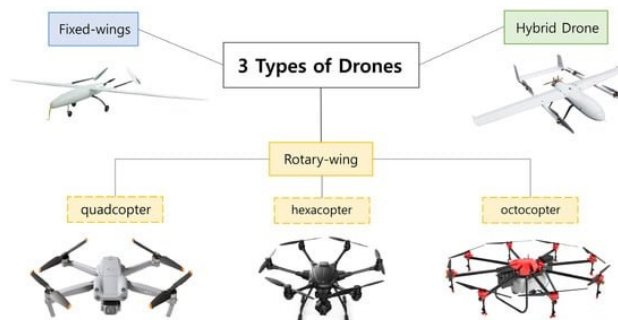 Fixed-wings
Hybrid Drone
3 Types of Drones
Rotary-wing
quadcopter
hexacopter
octocopter